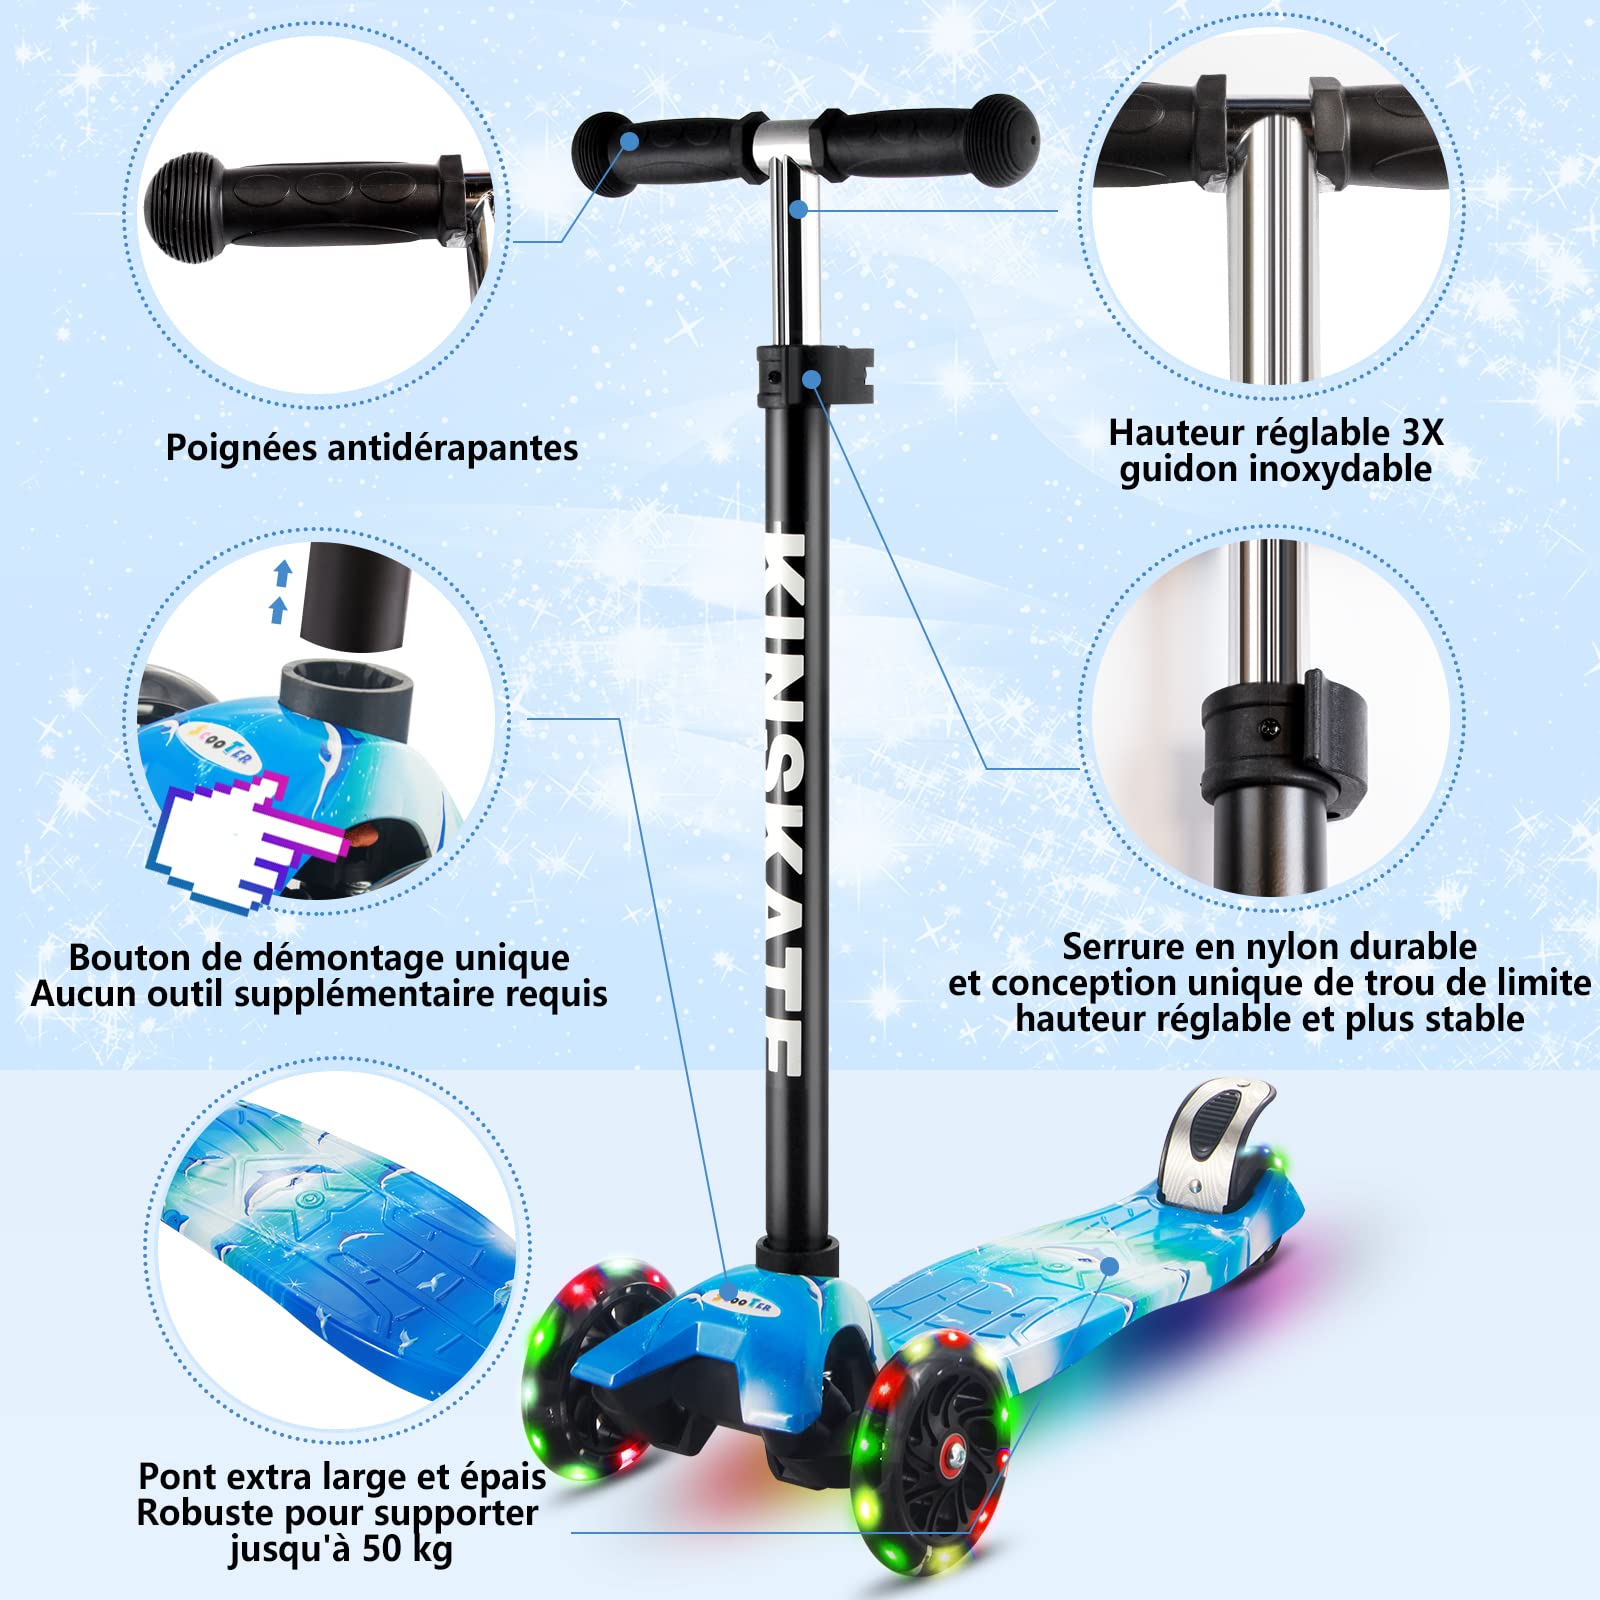 Poignées antidérapantes
Hauteur réglable 3X
guidon inoxydable
KINSKATE
SCOOTER
Bouton de démontage unique
Aucun outil supplémentaire requis
Serrure en nylon durable
et conception unique de trou de limite
hauteur réglable et plus stable
SCOOTER
Pont extra large et épais
Robuste pour supporter
jusqu'à 50 kg